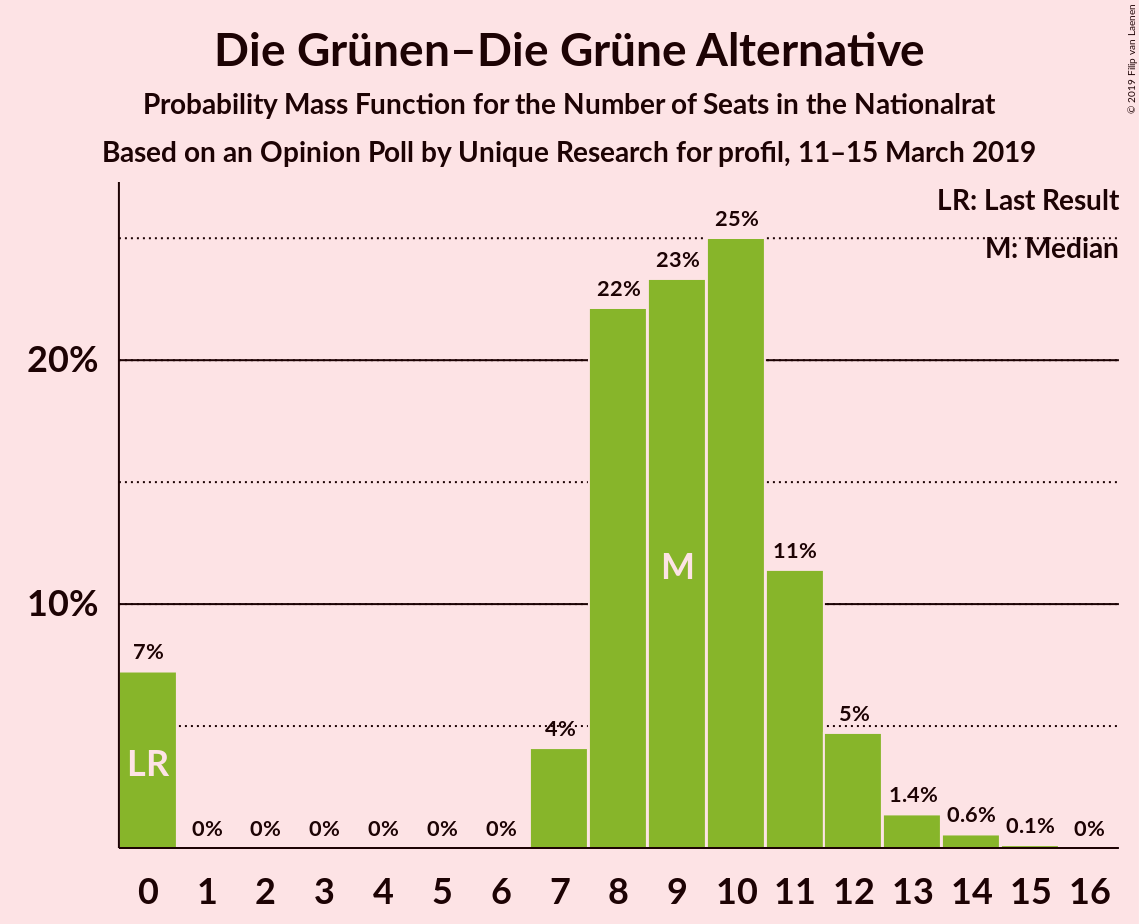 Die Grünen–Die Grüne Alternative
Probability Mass Function for the Number of Seats in the Nationalrat
Based on an Opinion Poll by Unique Research for profil, 11–15 March 2019
© 2019 Filip van Laenen
LR: Last Result
M: Median
25%
23%
22%
20%
M
11%
10%
7%
5%
4%
LR
1.4%
0.6%
0.1%
0% 0% 0% 0% 0% 0% 0%
0 1 2 3 4 5 6 7 8 9 10 11 12 13 14 15 16